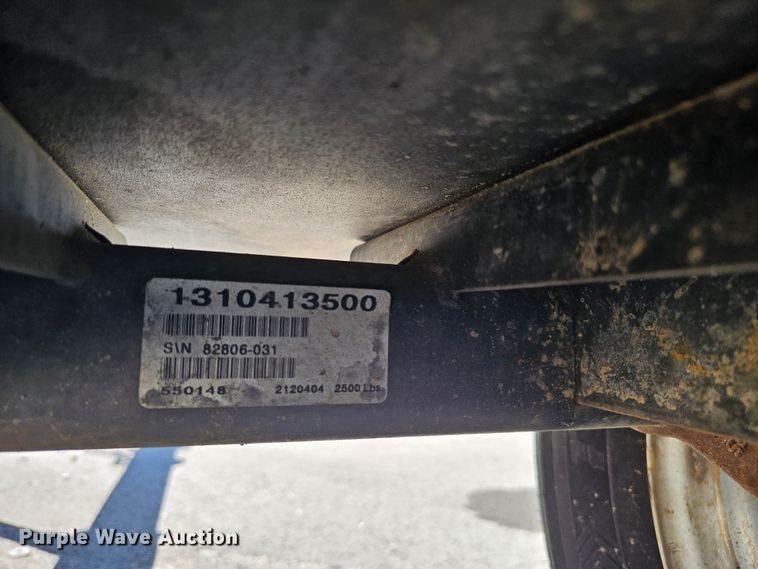 1310413500
S\N 82806-031
550148 2120404 2500 Lbs.
Purple Wave Auction